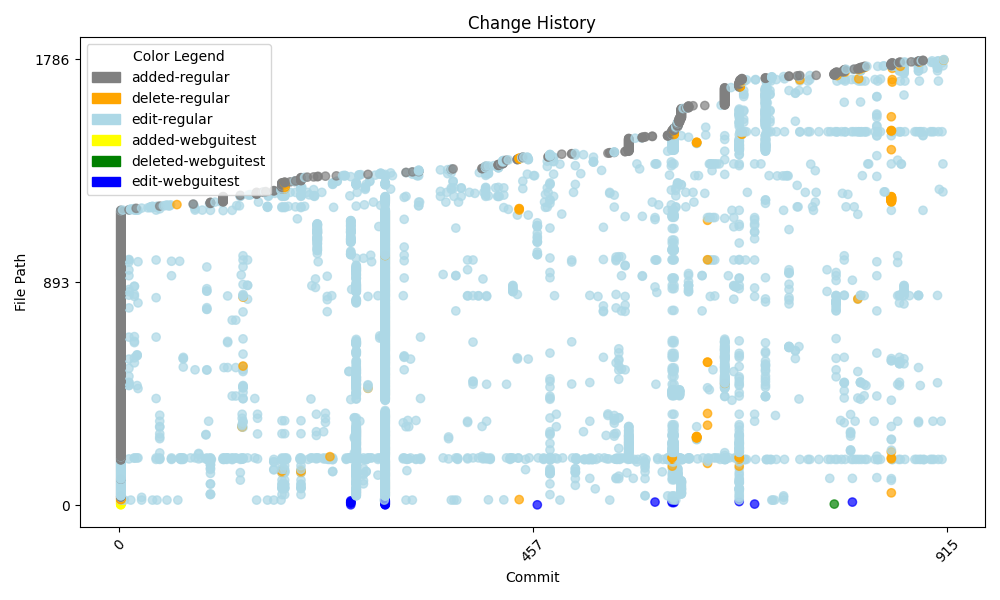 Change History
Color Legend
added-regular
delete-regular
edit-regular
added-webguitest
deleted-webguitest
edit-webguitest
File Path
1786
893
0
0
457
915
Commit